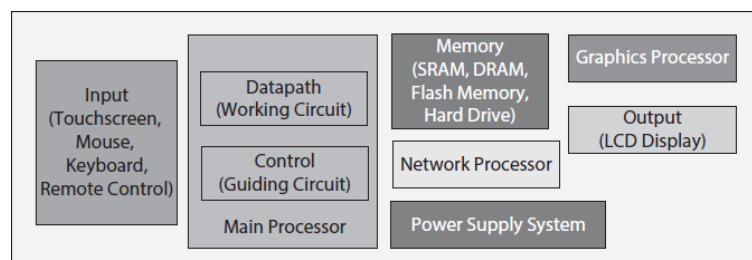 Input
(Touchscreen,
Mouse,
Keyboard,
Remote Control)
Datapath
(Working Circuit)
Control
(Guiding Circuit)
Main Processor
Memory
(SRAM, DRAM,
Flash Memory,
Hard Drive)
Network Processor
Power Supply System
Graphics Processor
Output
(LCD Display)